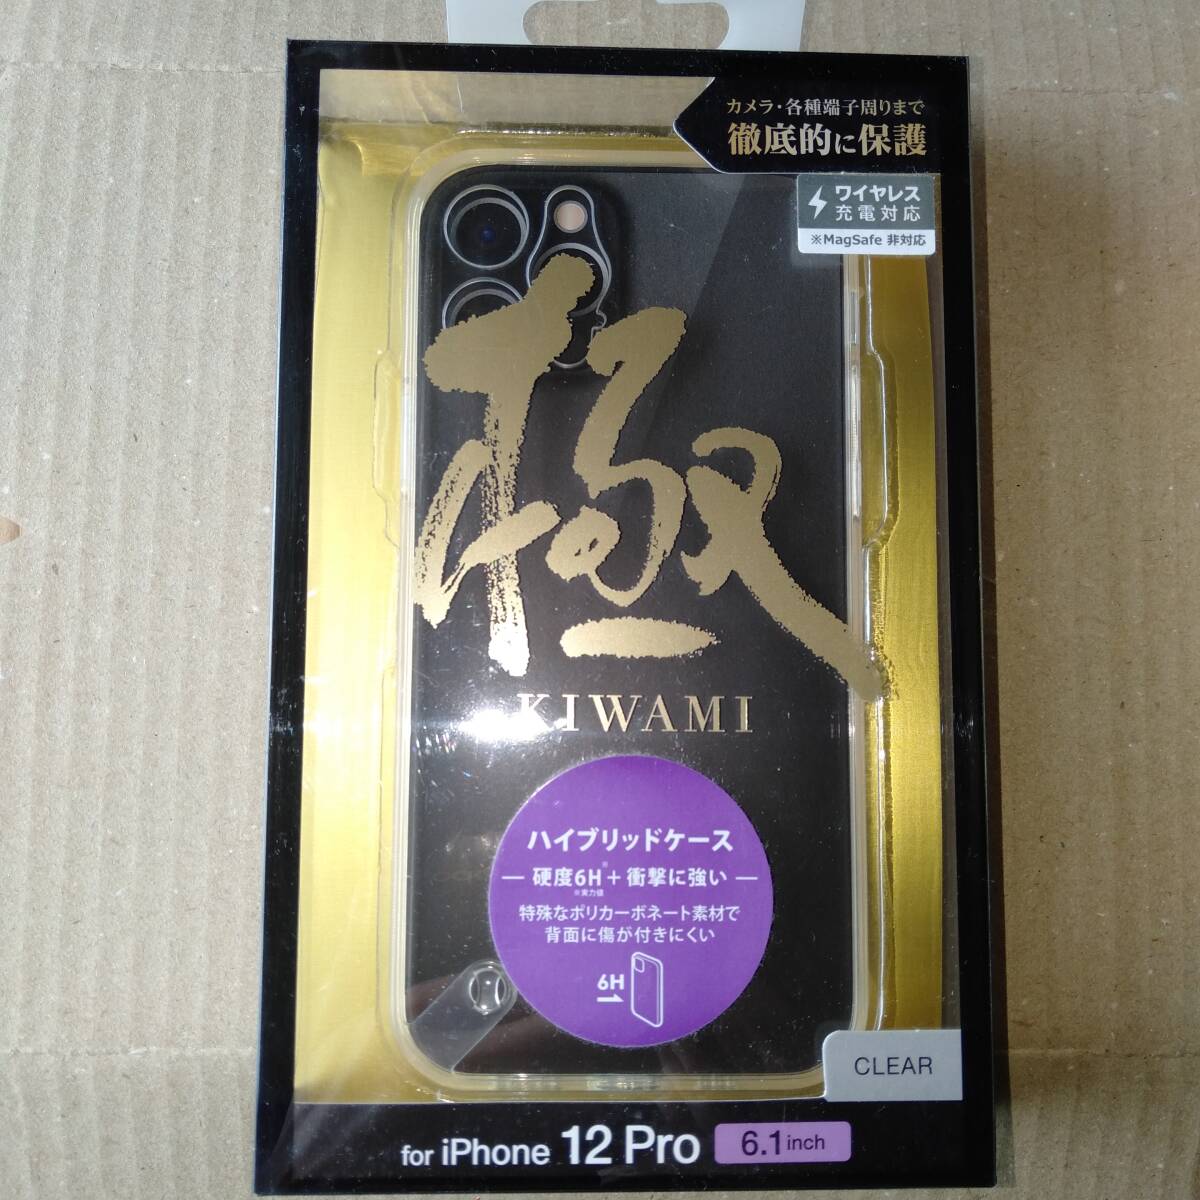 カメラ・各種端子周りまで
徹底的に保護
ワイヤレス
充電対応
※MagSafe 非対応
極
KIWAMI
ハイブリッドケース
硬度6H※+ 衝撃に強い
※実力値
特殊なポリカーボネート素材で
背面に傷が付きにくい
6H
CLEAR
for iPhone 12 Pro 6.1inch